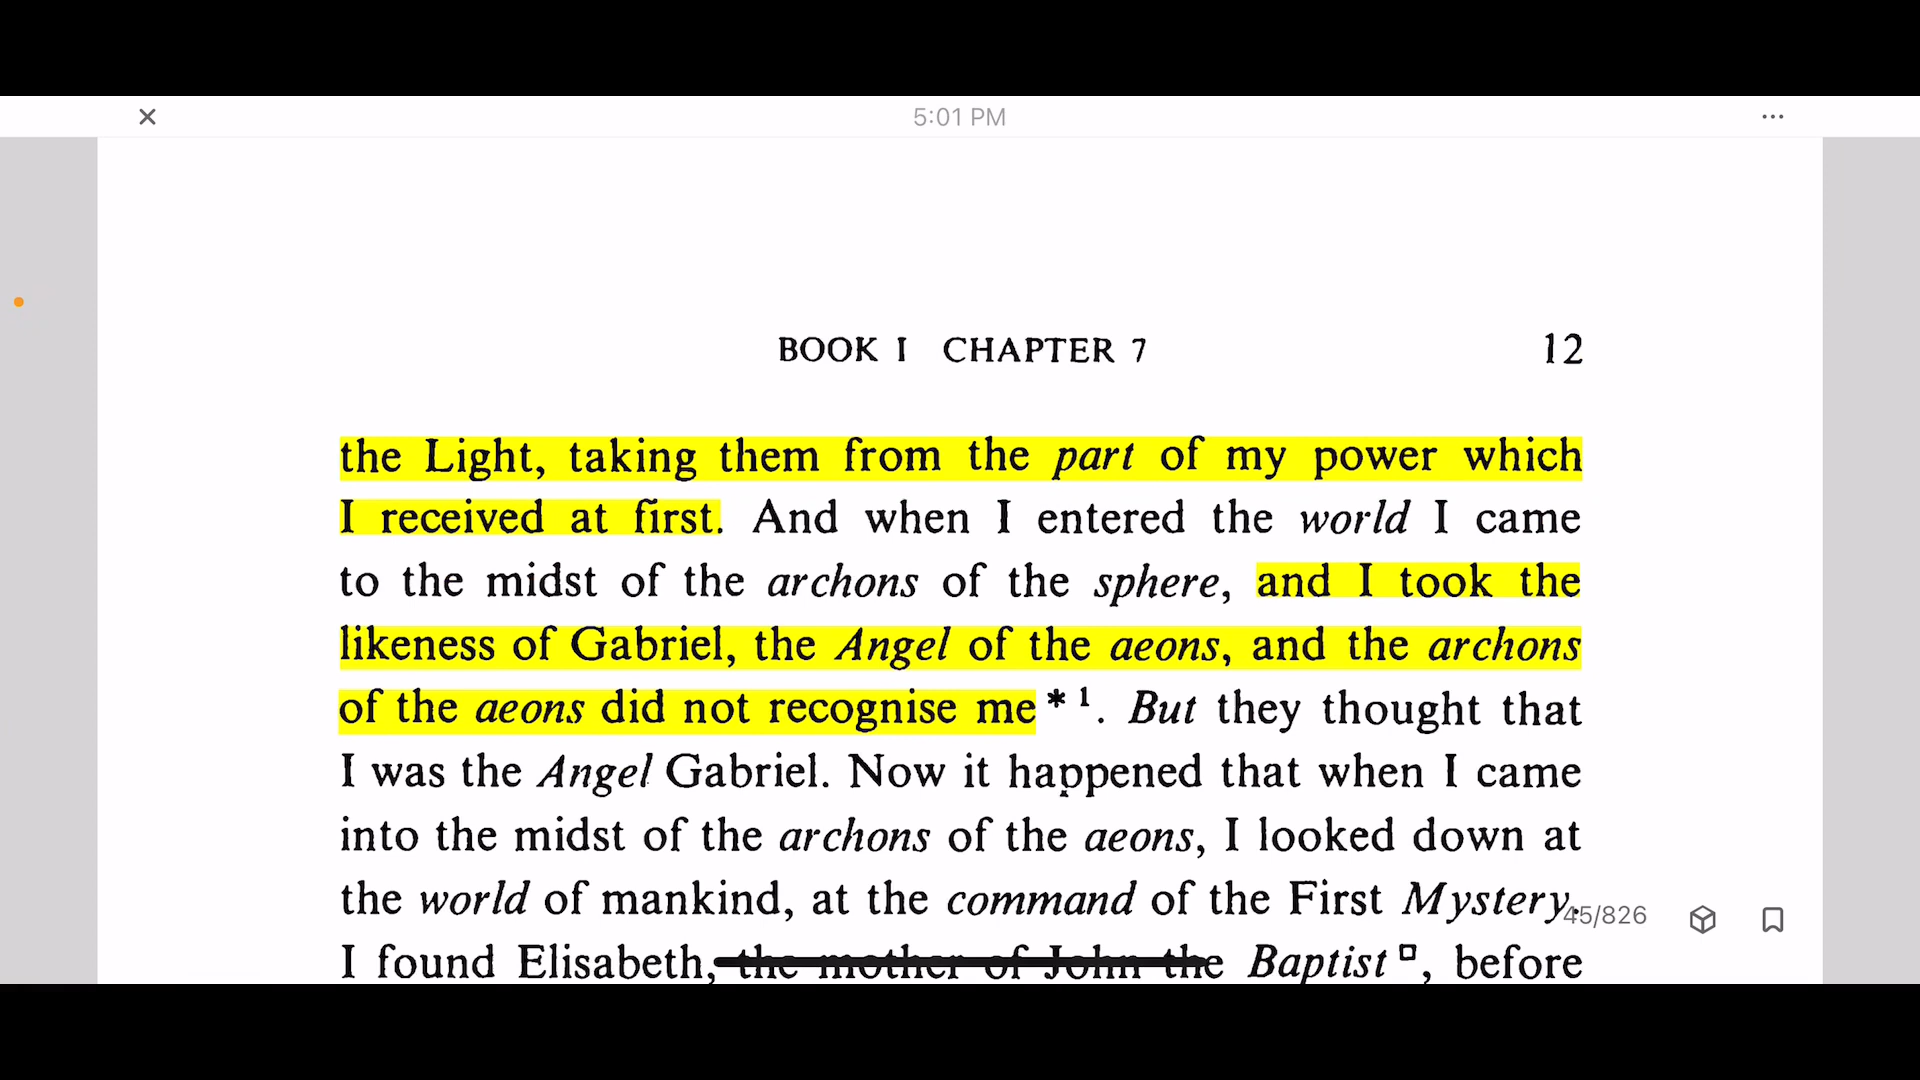 5:01 PM
BOOK I CHAPTER 7 12
the Light, taking them from the part of my power which
I received at first. And when I entered the world I came
to the midst of the archons of the sphere, and I took the
likeness of Gabriel, the Angel of the aeons, and the archons
of the aeons did not recognise me * 1. But they thought that
I was the Angel Gabriel. Now it happened that when I came
into the midst of the archons of the aeons, I looked down at
the world of mankind, at the command of the First Mystery.
45/826
I found Elisabeth, the mother of John the Baptist □, before